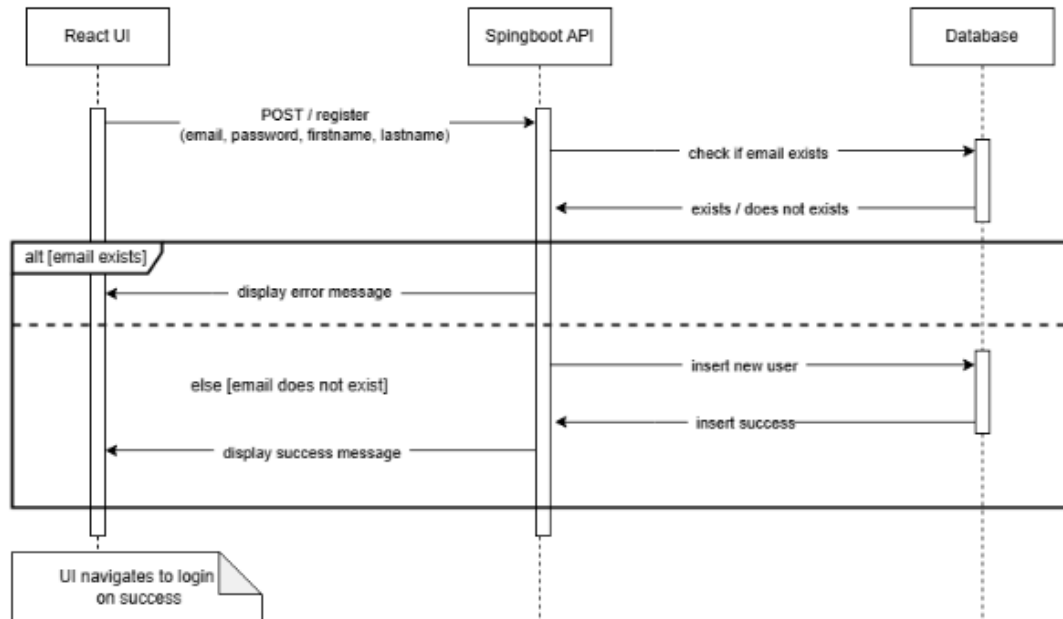 React UI
Spingboot API
Database
POST / register
(email, password, firstname, lastname)
check if email exists
exists / does not exists
alt [email exists]
display error message
insert new user
else [email does not exist]
insert success
display success message
UI navigates to login
on success